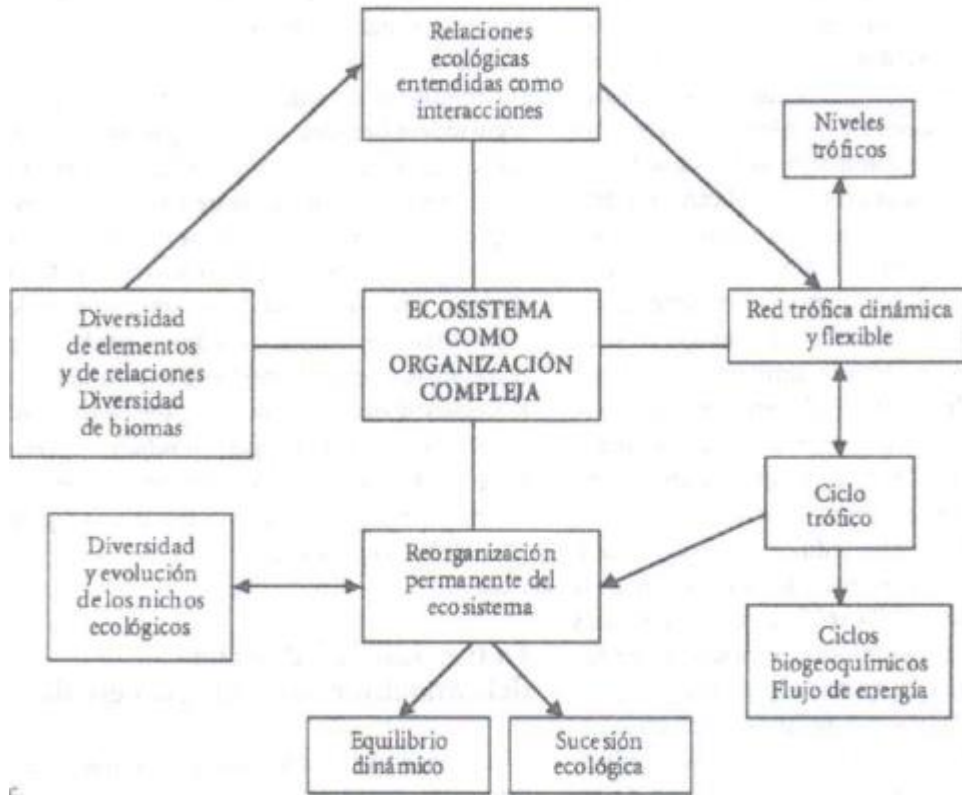 Relaciones
ecológicas
entendidas como
interacciones
Niveles
tróficos
Diversidad
de elementos
y de relaciones
Diversidad
de biomas
ECOSISTEMA
COMO
ORGANIZACIÓN
COMPLEJA
Red trófica dinámica
y flexible
Ciclo
trófico
Diversidad
y evolución
de los nichos
ecológicos
Reorganización
permanente del
ecosistema
Ciclos
biogeoquímicos
Flujo de energía
Equilibrio
dinámico
Sucesión
ecológica